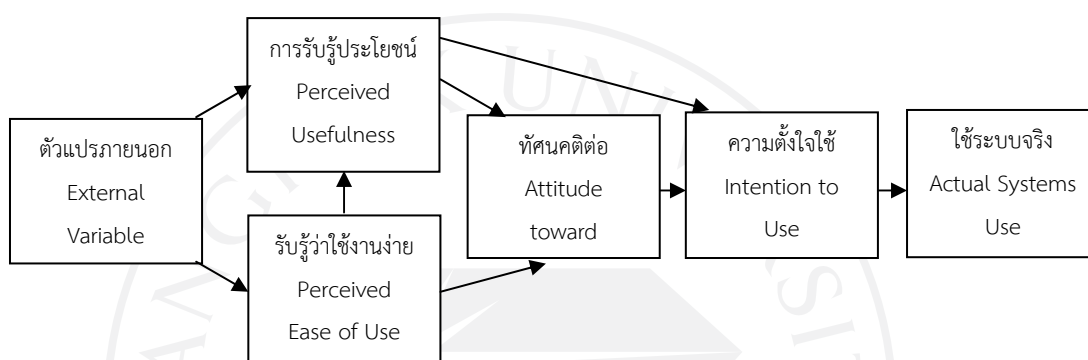 ตัวแปรภายนอก
External
Variable
การรับรู้ประโยชน์
Perceived
Usefulness
รับรู้ว่าใช้งานง่าย
Perceived
Ease of Use
ทัศนคติต่อ
Attitude
toward
ความตั้งใจใช้
Intention to
Use
ใช้ระบบจริง
Actual Systems
Use